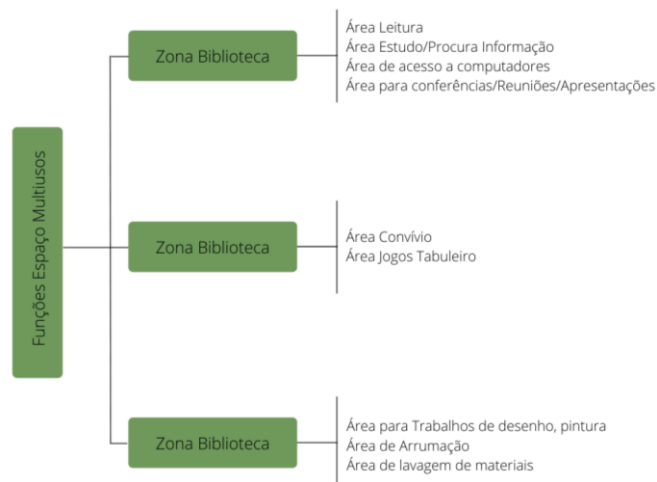 Funções Espaço Multiusos
Zona Biblioteca
Área Leitura
Área Estudo/Procura Informação
Área de acesso a computadores
Área para conferências/Reuniões/Apresentações
Zona Biblioteca
Área Convívio
Área Jogos Tabuleiro
Zona Biblioteca
Área para Trabalhos de desenho, pintura
Área de Arrumação
Área de lavagem de materiais